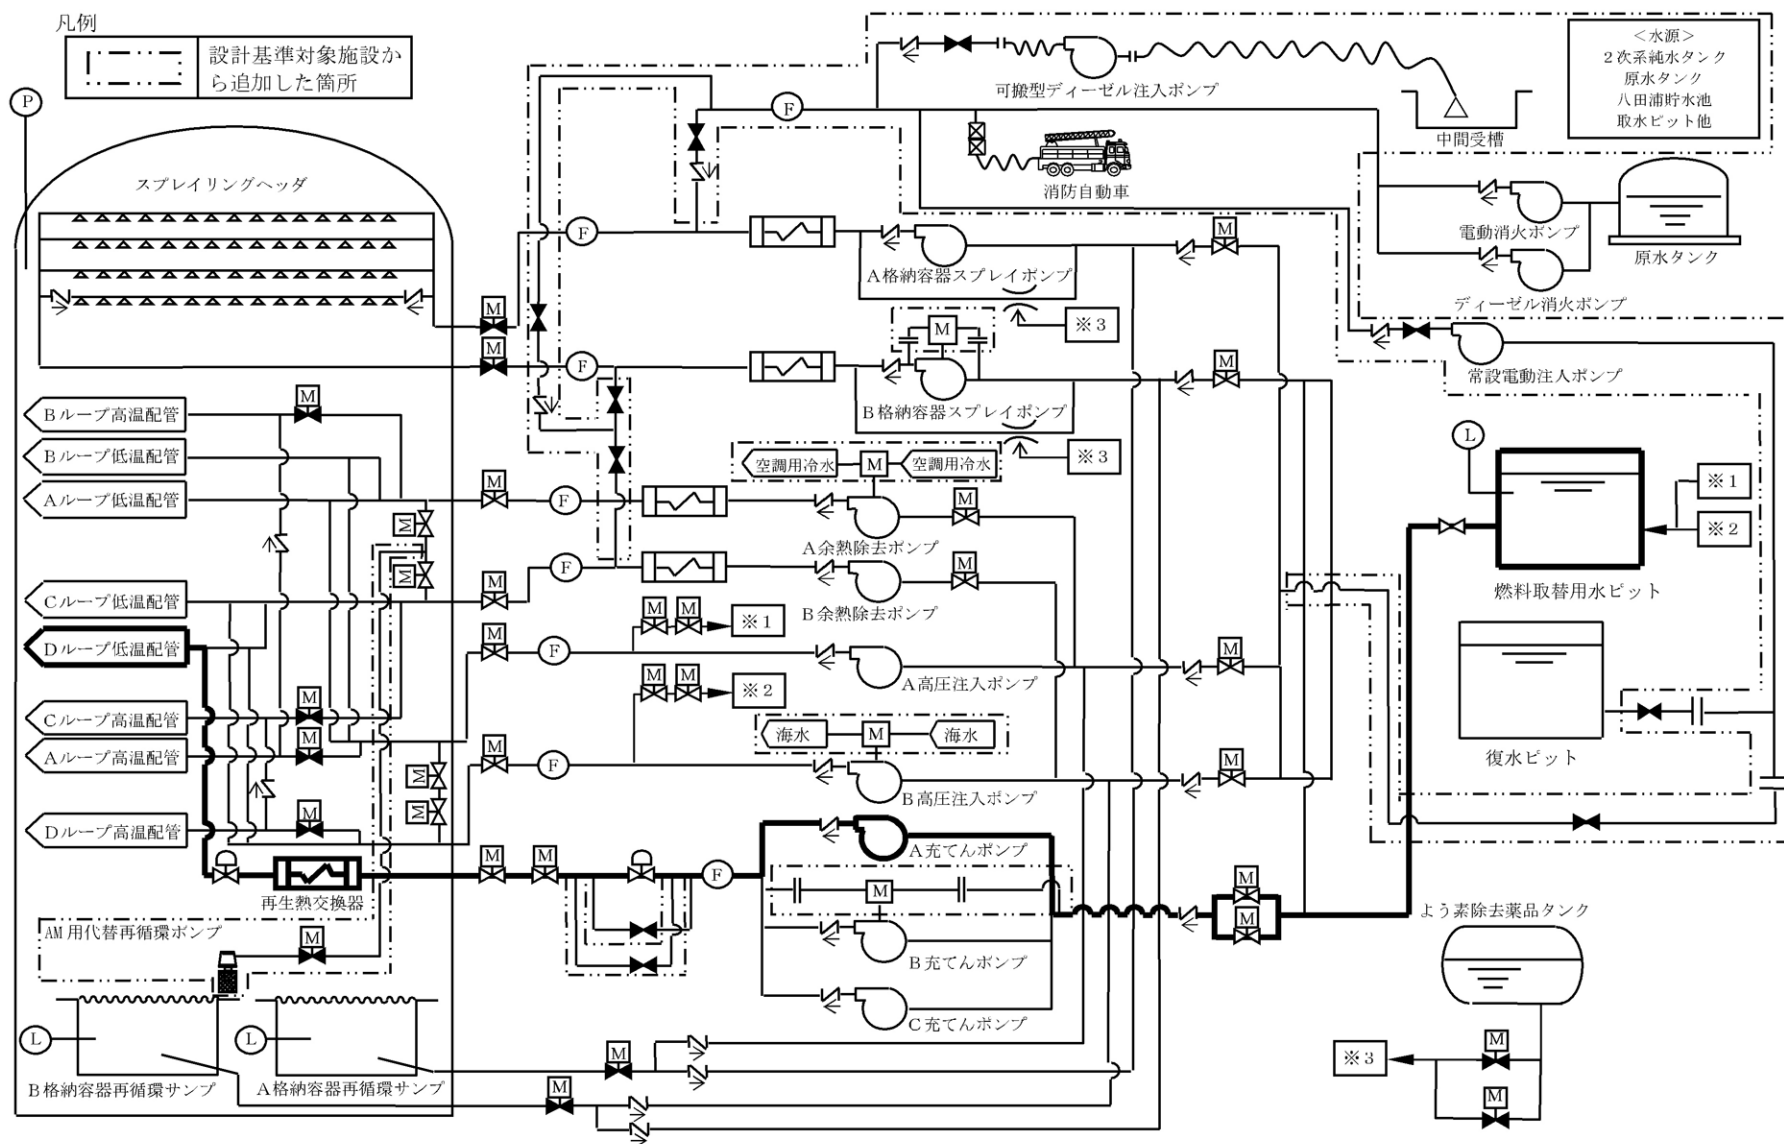 凡例
設計基準対象施設か
ら追加した箇所
P
スプレイリングヘッダ
F
可搬型ディーゼル注入ポンプ
中間受槽
＜水源＞
２次系純水タンク
原水タンク
八田浦貯水池
取水ピット他
消防自動車
電動消火ポンプ
原水タンク
ディーゼル消火ポンプ
F
A格納容器スプレイポンプ
M
※3
M
M
M
F
M
B格納容器スプレイポンプ
※3
常設電動注入ポンプ
Bループ高温配管
M
Bループ低温配管
空調用冷水
M
空調用冷水
L
Aループ低温配管
M
F
M
M
A余熱除去ポンプ
※1
※2
燃料取替用水ピット
M
Cループ低温配管
M
F
M
B余熱除去ポンプ
Dループ低温配管
M
F
M
M
※1
A高圧注入ポンプ
M
Cループ高温配管
M
M
M
※2
Aループ高温配管
M
M
F
海水
M
海水
B高圧注入ポンプ
M
復水ピット
M
M
Dループ高温配管
M
再生熱交換器
M
M
F
A充てんポンプ
M
B充てんポンプ
C充てんポンプ
M
M
よう素除去薬品タンク
AM用代替再循環ポンプ
M
L
B格納容器再循環サンプ
L
A格納容器再循環サンプ
M
M
※3
M
M